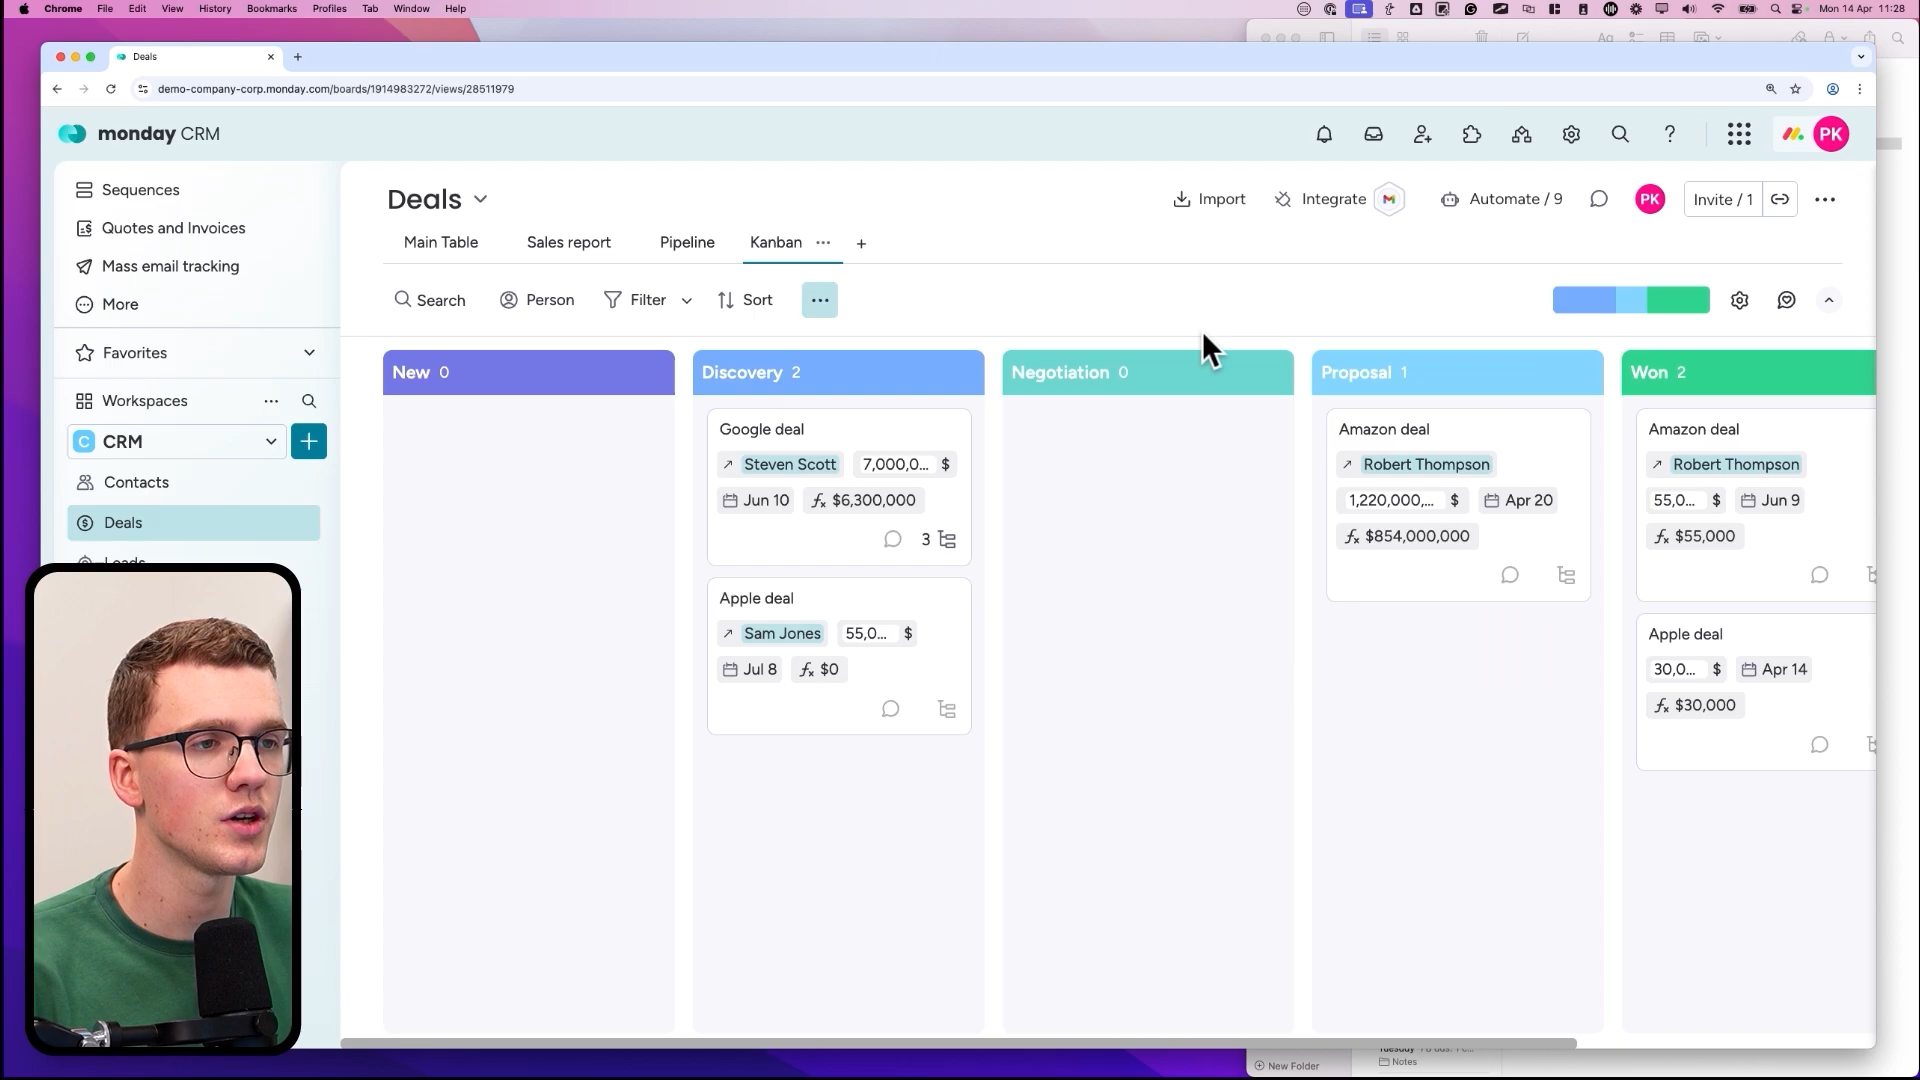 Chrome File Edit View History Bookmarks Profiles Tab Window Help
Mon 14 Apr 11:28
Deals
demo-company-corp.monday.com/boards/1914983272/views/28511979
monday CRM
PK
Sequences
Quotes and Invoices
Mass email tracking
More
Favorites
Workspaces
C CRM
Contacts
Deals
Leads
Deals
Import
Integrate
Automate / 9
PK
Invite / 1
Main Table
Sales report
Pipeline
Kanban
Search
Person
Filter
Sort
New 0
Discovery 2
Google deal
Steven Scott 7,000,0... $
Jun 10 fx $6,300,000
3
Apple deal
Sam Jones 55,0... $
Jul 8 fx $0
Negotiation 0
Proposal 1
Amazon deal
Robert Thompson
1,220,000,... $ Apr 20
fx $854,000,000
Won 2
Amazon deal
Robert Thompson
55,0... $ Jun 9
fx $55,000
Apple deal
30,0... $ Apr 14
fx $30,000
New Folder
Notes